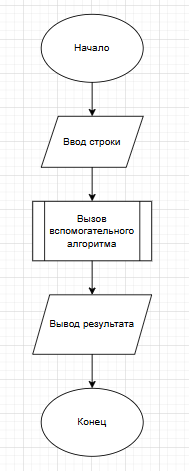 Начало
Ввод строки
Вызов
вспомогательного
алгоритма
Вывод результата
Конец